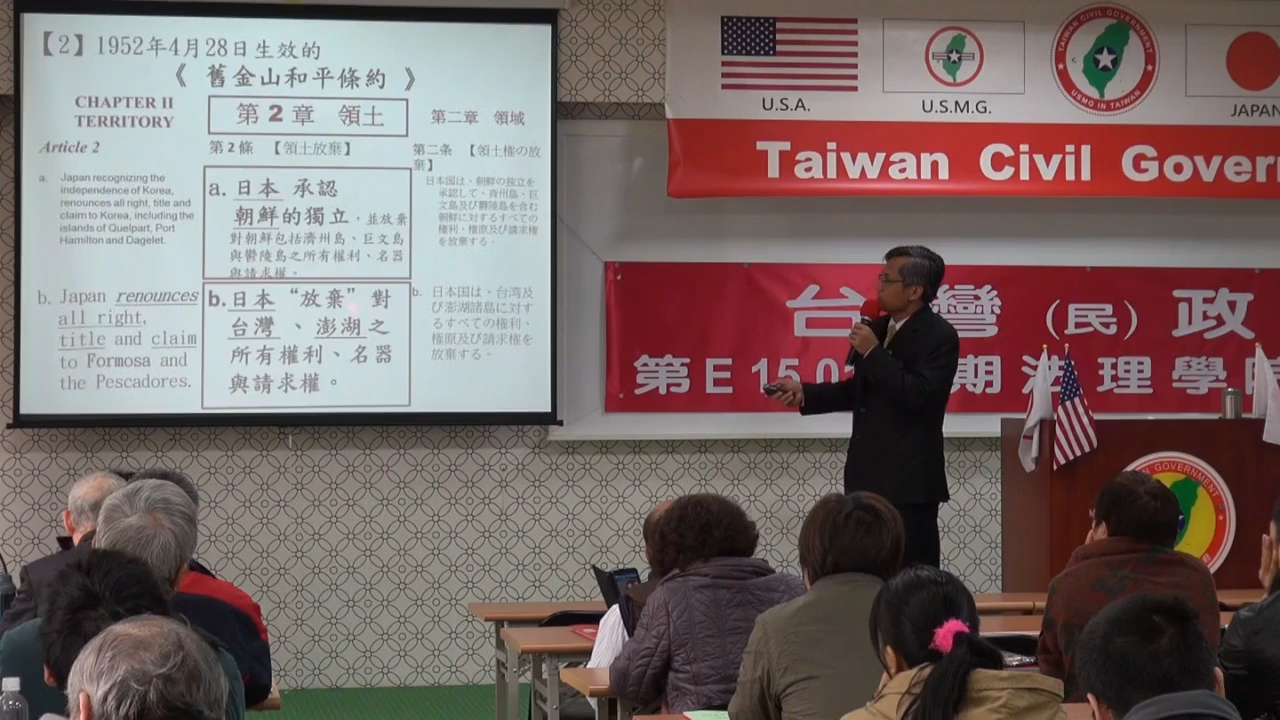 【2】1952年4月28日生效的
《 舊金山和平條約 》
CHAPTER II
TERRITORY
第2章 領土
第二章 領域
Article 2
第2條 【領土放棄】
第二条 【領土権の放
棄】
a. Japan recognizing the
independence of Korea,
renounces all right, title and
claim to Korea, including the
islands of Quelpart, Port
Hamilton and Dagelet.
a. 日本 承認
朝鮮的獨立，並放棄
對朝鮮包括濟州島、巨文島
與鬱陵島之所有權利、名器
與請求權。
日本国は、朝鮮の独立を
承認して、済州島、巨
文島及び鬱陵島を含む
朝鮮に対するすべての
権利、権原及び請求権
を放棄する。
b. Japan renounces
all right,
title and claim
to Formosa and
the Pescadores.
b.日本“放棄”對
台灣、澎湖之
所有權利、名器
與請求權。
b. 日本国は、台湾及
び澎湖諸島に対す
るすべての権利、
権原及び請求権を
放棄する。
U.S.A.
U.S.M.G.
TAIWAN CIVIL GOVERNMENT
USMG IN TAIWAN
JAPAN
Taiwan Civil Govern
台灣（民）政
第E15.0 期法理學院
GOVERNMENT